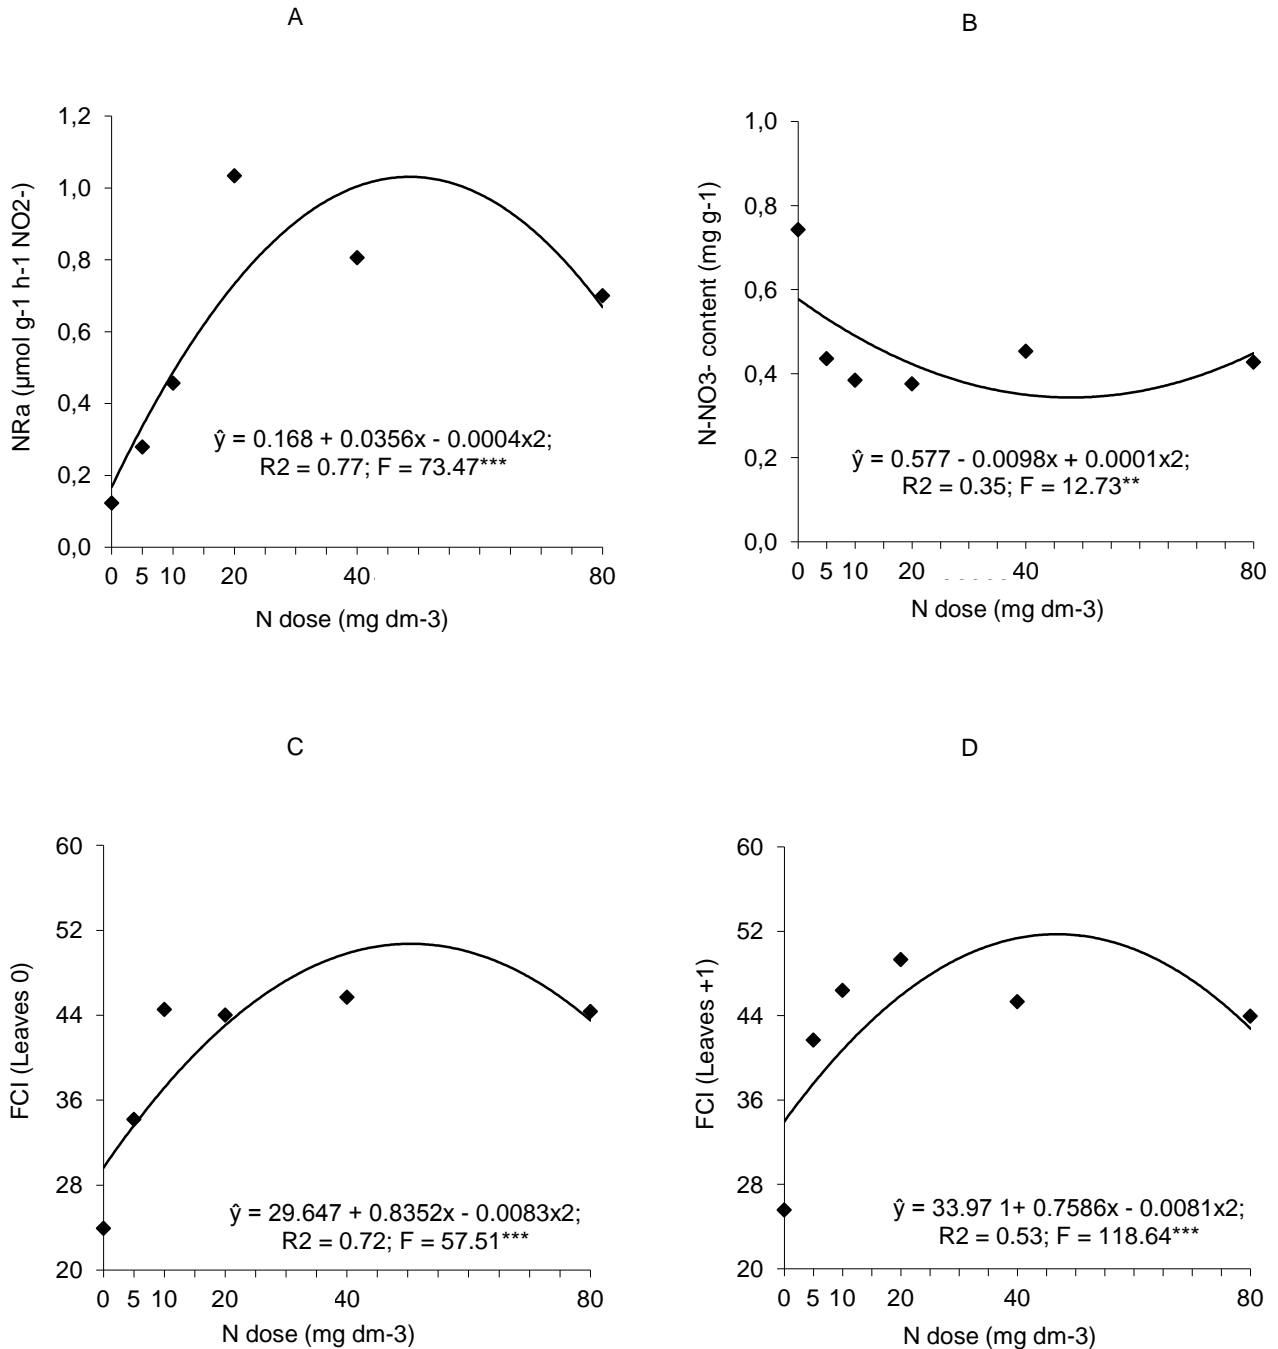 A
B
1,2
1,0
0,8
0,6
0,4
0,2
0,0
NRa (µmol g-1 h-1 NO2-)
ŷ = 0.168 + 0.0356x - 0.0004x2;
R2 = 0.77; F = 73.47***
0 5 10 20 40 80
N dose (mg dm-3)
1,0
0,8
0,6
0,4
0,2
0,0
N-NO3- content (mg g-1)
ŷ = 0.577 - 0.0098x + 0.0001x2;
R2 = 0.35; F = 12.73**
0 5 10 20 40 80
N dose (mg dm-3)
C
D
60
52
44
36
28
20
FCI (Leaves 0)
ŷ = 29.647 + 0.8352x - 0.0083x2;
R2 = 0.72; F = 57.51***
0 5 10 20 40 80
N dose (mg dm-3)
60
52
44
36
28
20
FCI (Leaves +1)
ŷ = 33.97 1+ 0.7586x - 0.0081x2;
R2 = 0.53; F = 118.64***
0 5 10 20 40 80
N dose (mg dm-3)